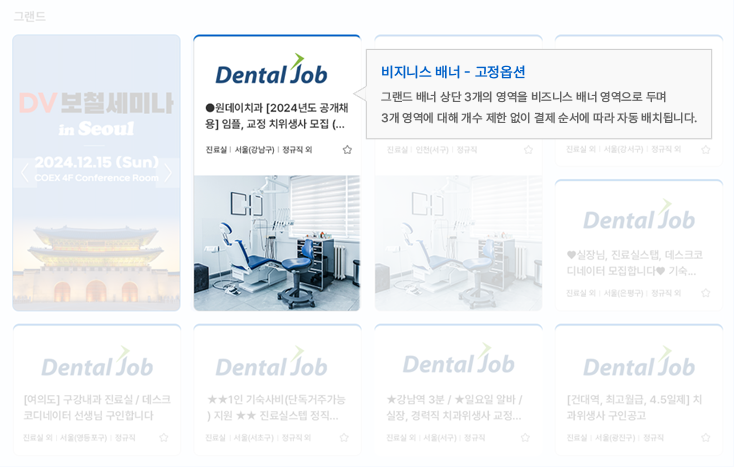 그랜드
DV 보철세미나
in Seoul
2024.12.15 (Sun)
COEX 4F Conference Room
Dental Job
●원데이치과 [2024년도 공개채
용] 임플, 교정 치위생사 모집 (...
진료실 | 서울(강남구) | 정규직 외
비지니스 배너 - 고정옵션
그랜드 배너 상단 3개의 영역을 비즈니스 배너 영역으로 두며
3개 영역에 대해 개수 제한 없이 결제 순서에 따라 자동 배치됩니다.
진료실 | 인천(서구) | 정규직
진료실 외 | 서울(강서구) | 정규직
Dental Job
♥실장님, 진료실스탭, 데스크코
디네이터 모집합니다♥ 기숙...
진료실 외 | 서울(은평구) | 정규직 외
Dental Job
[여의도] 구강내과 진료실 / 데스크
코디네이터 선생님 구인합니다
진료실 외 | 서울(영등포구) | 정규직
Dental Job
★★1인 기숙사비(단독거주가능
) 지원 ★★ 진료실스텝 정직...
진료실 외 | 서울(서초구) | 정규직
Dental Job
★강남역 3분 / ★일요일 알바 /
실장, 경력직 치과위생사 교정...
진료실 외 | 서울(서구) | 정규직
Dental Job
[건대역, 최고월급, 4.5일제] 치
과위생사 구인공고
진료실 외 | 서울(광진구) | 정규직